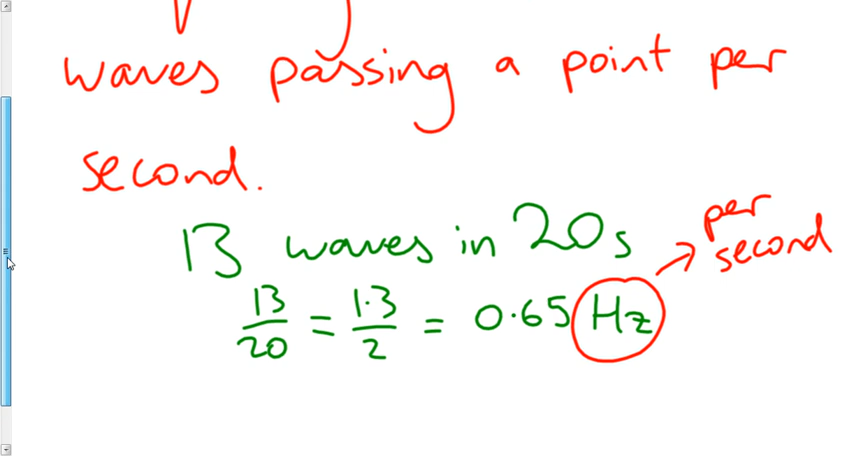 waves passing a point per
second.
13 waves in 20s
per
second
13/20 = 1.3/2 = 0.65 Hz